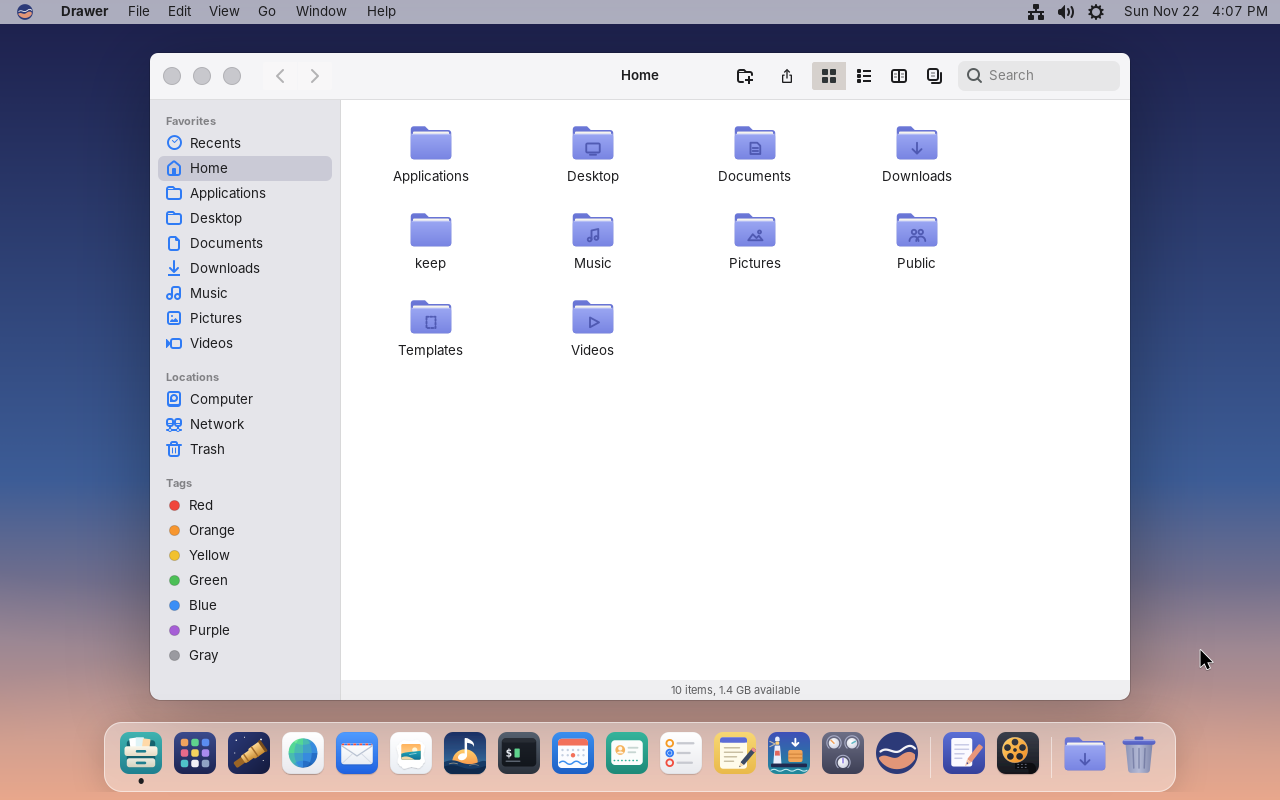 Drawer File Edit View Go Window Help Sun Nov 22 4:07 PM
Home
Search
Favorites
Recents
Home
Applications
Desktop
Documents
Downloads
Music
Pictures
Videos
Locations
Computer
Network
Trash
Tags
Red
Orange
Yellow
Green
Blue
Purple
Gray
Applications Desktop Documents Downloads
keep Music Pictures Public
Templates Videos
10 items, 1.4 GB available
$